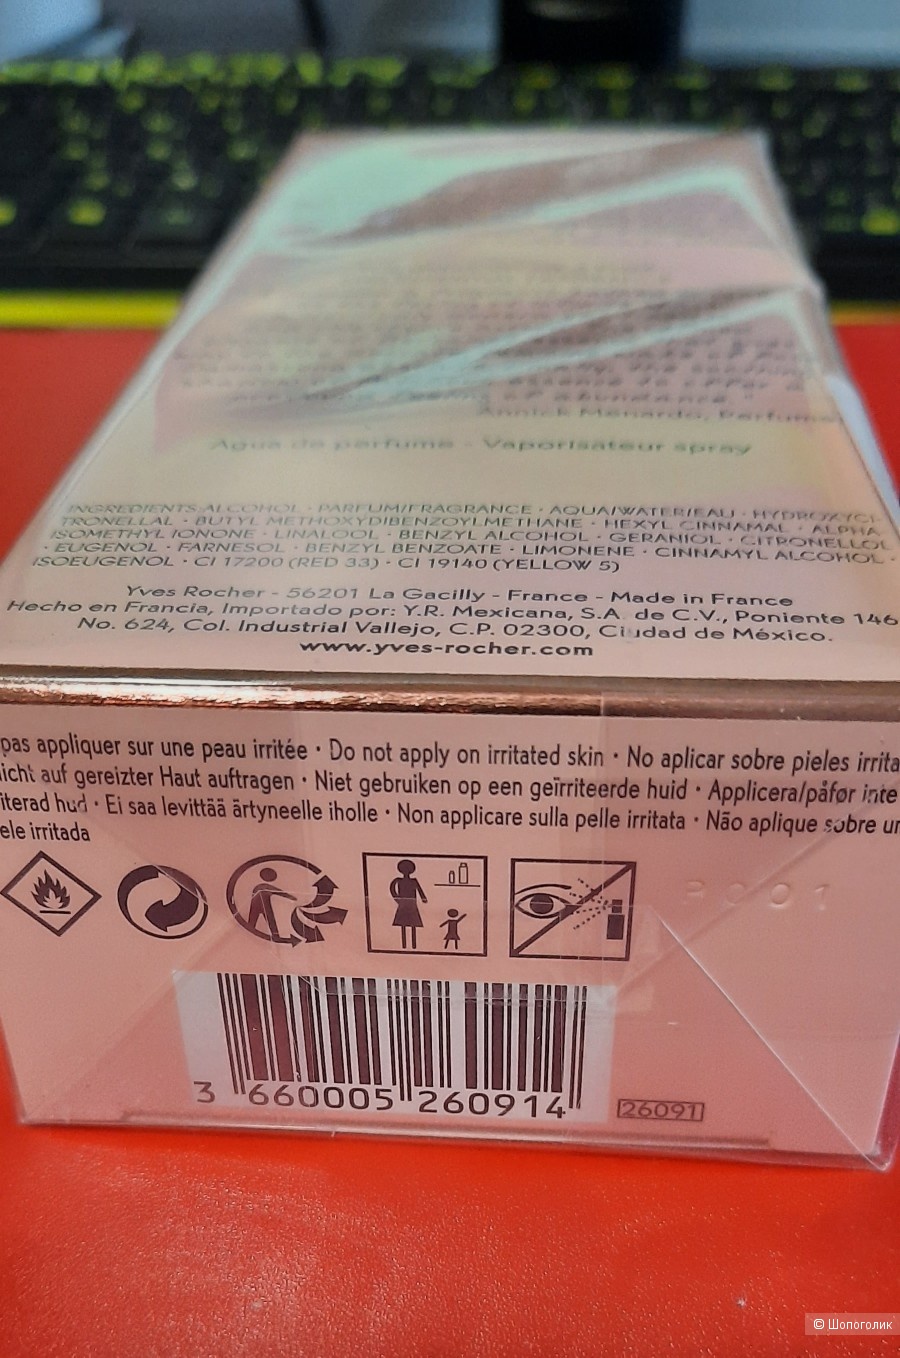 Annick Menardo, Perfume
Agua de perfume - Vaporisateur spray
INGREDIENTS: ALCOHOL · PARFUM/FRAGRANCE · AQUA/WATER/EAU · HYDROXYCI-
TRONELLAL · BUTYL METHOXYDIBENZOYLMETHANE · HEXYL CINNAMAL · ALPHA-
ISOMETHYL IONONE · LINALOOL · BENZYL ALCOHOL · GERANIOL · CITRONELLOL
· EUGENOL · FARNESOL · BENZYL BENZOATE · LIMONENE · CINNAMYL ALCOHOL ·
ISOEUGENOL · CI 17200 (RED 33) · CI 19140 (YELLOW 5)
Yves Rocher - 56201 La Gacilly - France - Made in France
Hecho en Francia, Importado por: Y.R. Mexicana, S.A. de C.V., Poniente 146
No. 624, Col. Industrial Vallejo, C.P. 02300, Ciudad de México.
www.yves-rocher.com
pas appliquer sur une peau irritée · Do not apply on irritated skin · No aplicar sobre pieles irrita
icht auf gereizter Haut auftragen · Niet gebruiken op een geïrriteerde huid · Applicera/påfør inte
iterad hud · Ei saa levittää ärtyneelle iholle · Non applicare sulla pelle irritata · Não aplique sobre um
ele irritada
3 660005 260914
26091
© Шопоголик